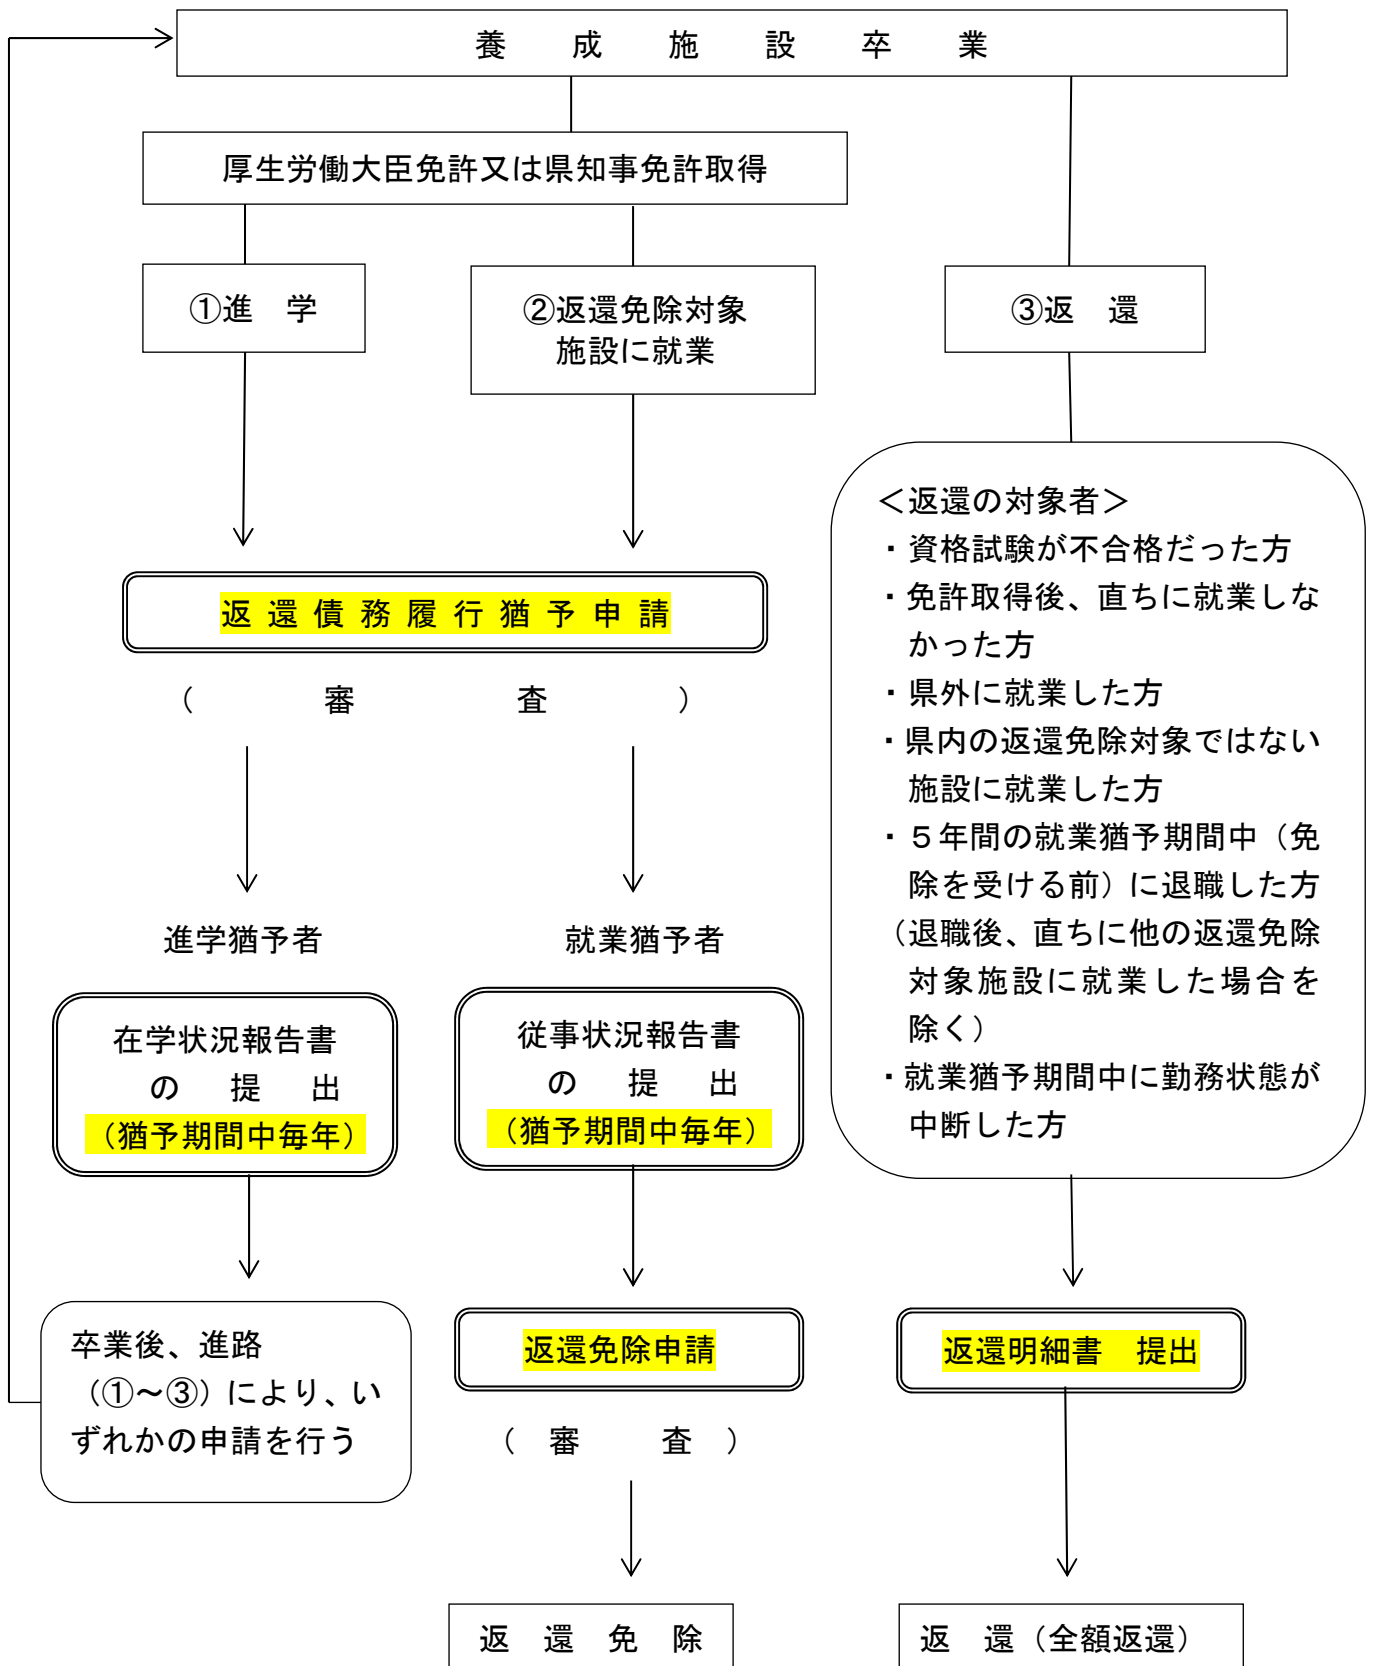 養成施設卒業
厚生労働大臣免許又は県知事免許取得
①進　学
②返還免除対象
施設に就業
③返　還
返還債務履行猶予申請
（　審　査　）
進学猶予者
就業猶予者
在学状況報告書
の　提　出
（猶予期間中毎年）
従事状況報告書
の　提　出
（猶予期間中毎年）
＜返還の対象者＞
・資格試験が不合格だった方
・免許取得後、直ちに就業しな
かった方
・県外に就業した方
・県内の返還免除対象ではない
施設に就業した方
・５年間の就業猶予期間中（免
除を受ける前）に退職した方
（退職後、直ちに他の返還免除
対象施設に就業した場合を
除く）
・就業猶予期間中に勤務状態が
中断した方
卒業後、進路
（①～③）により、い
ずれかの申請を行う
返還免除申請
（　審　査　）
返還明細書　提出
返　還　免　除
返　還（全額返還）